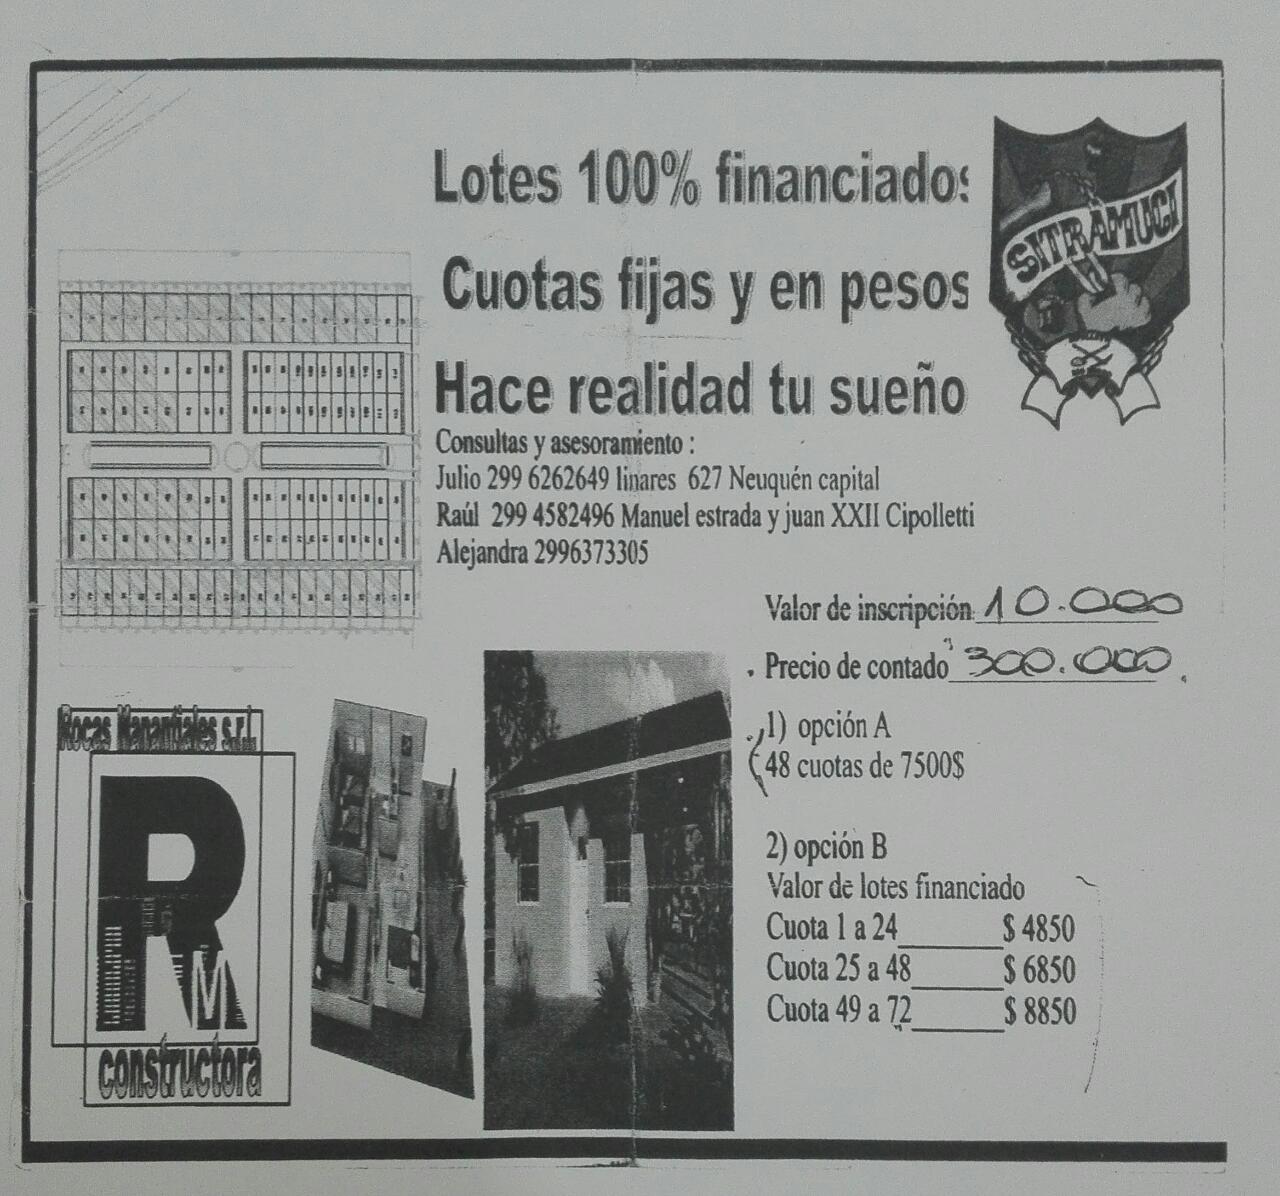 Lotes 100% financiados
Cuotas fijas y en pesos
Hace realidad tu sueño
SITRAMUCI
Consultas y asesoramiento :
Julio 299 6262649 linares 627 Neuquén capital
Raúl 299 4582496 Manuel estrada y juan XXII Cipolletti
Alejandra 2996373305
Valor de inscripción 10.000
Precio de contado 300.000
1) opción A
48 cuotas de 7500$
2) opción B
Valor de lotes financiado
Cuota 1 a 24______$ 4850
Cuota 25 a 48______$ 6850
Cuota 49 a 72______$ 8850
Rocas Manantiales s.r.l.
RM
constructora